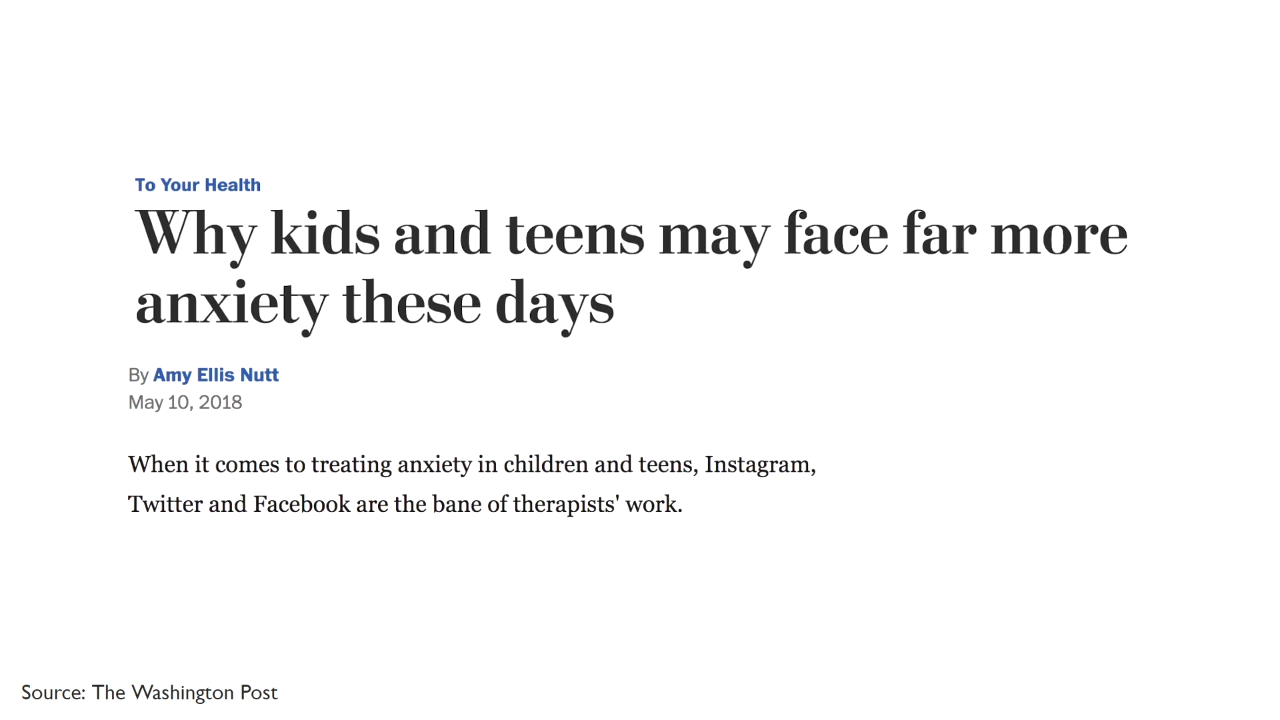 To Your Health
Why kids and teens may face far more
anxiety these days
By Amy Ellis Nutt
May 10, 2018
When it comes to treating anxiety in children and teens, Instagram,
Twitter and Facebook are the bane of therapists' work.
Source: The Washington Post